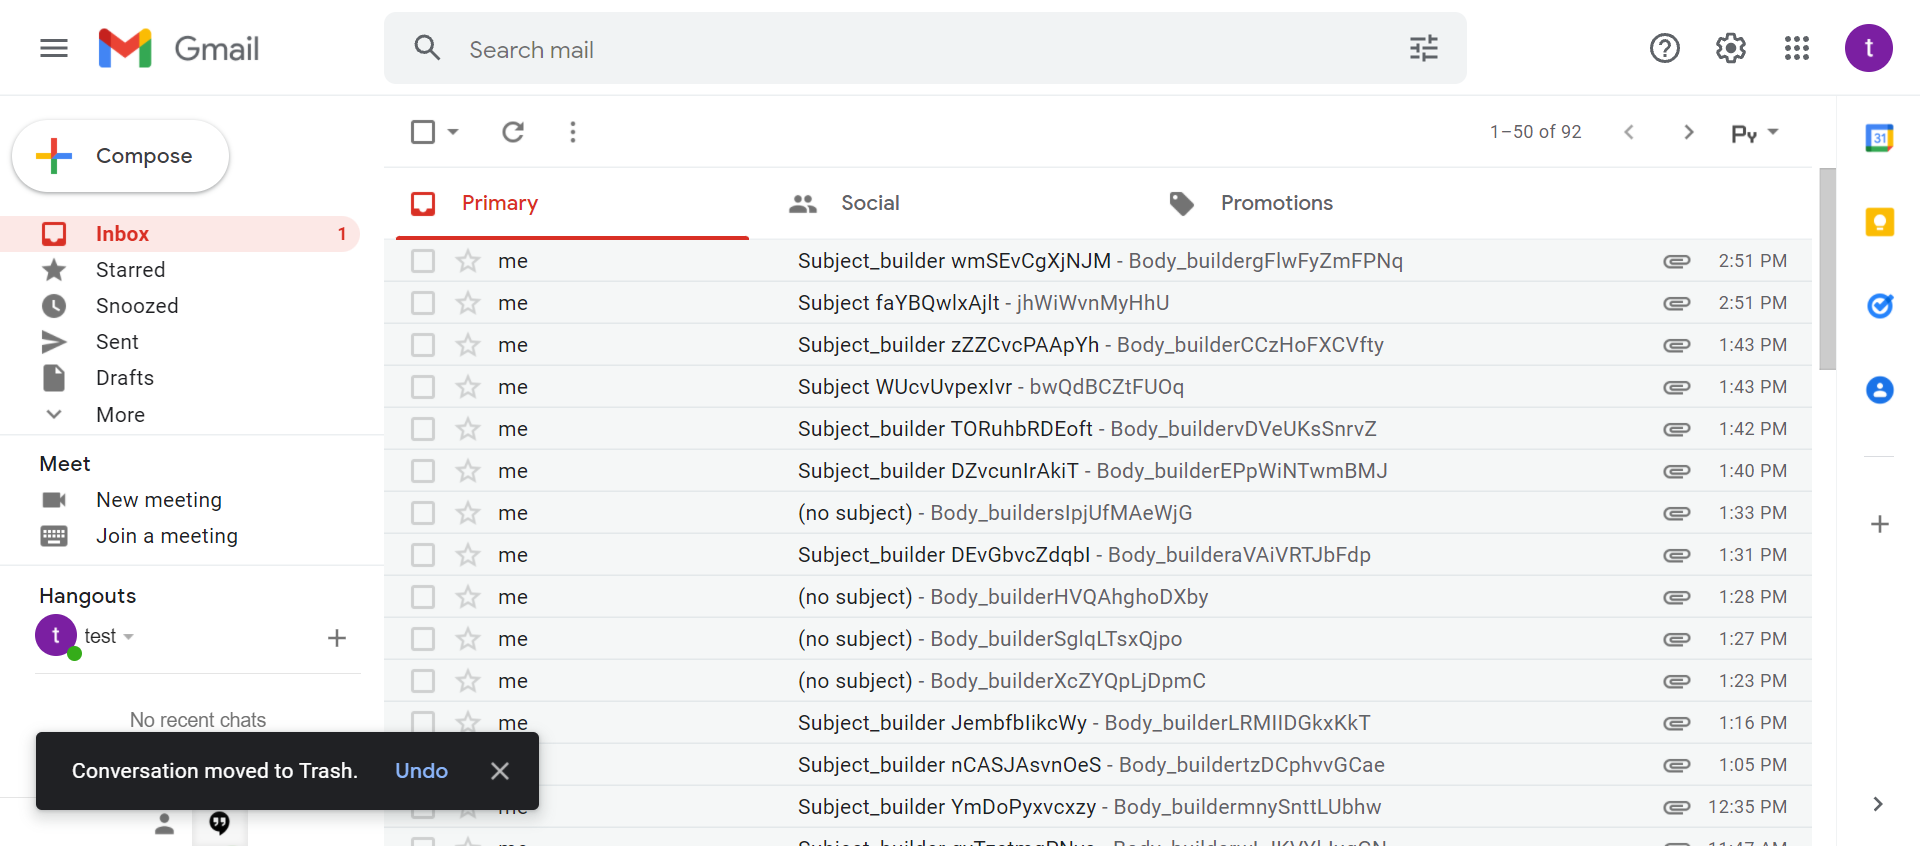 Gmail
Search mail
t
Compose
1–50 of 92
Py
31
Primary
Social
Promotions
Inbox 1
Starred
Snoozed
Sent
Drafts
More
Meet
New meeting
Join a meeting
Hangouts
t test
No recent chats
me Subject_builder wmSEvCgXjNJM - Body_buildergFlwFyZmFPNq 2:51 PM
me Subject faYBQwlxAjlt - jhWiWvnMyHhU 2:51 PM
me Subject_builder zZZCvcPAApYh - Body_builderCCzHoFXCVfty 1:43 PM
me Subject WUcvUvpexIvr - bwQdBCZtFUOq 1:43 PM
me Subject_builder TORuhbRDEoft - Body_buildervDVeUKsSnrvZ 1:42 PM
me Subject_builder DZvcunIrAkiT - Body_builderEPpWiNTwmBMJ 1:40 PM
me (no subject) - Body_buildersIpjUfMAeWjG 1:33 PM
me Subject_builder DEvGbvcZdqbI - Body_builderaVAiVRTJbFdp 1:31 PM
me (no subject) - Body_builderHVQAhghoDXby 1:28 PM
me (no subject) - Body_builderSglqLTsxQjpo 1:27 PM
me (no subject) - Body_builderXcZYQpLjDpmC 1:23 PM
me Subject_builder JembfblikcWy - Body_builderLRMIIDGkxKkT 1:16 PM
Subject_builder nCASJAsvnOeS - Body_buildertzDCphvvGCae 1:05 PM
me Subject_builder YmDoPyxvcxzy - Body_buildermnySnttLUbhw 12:35 PM
Conversation moved to Trash. Undo